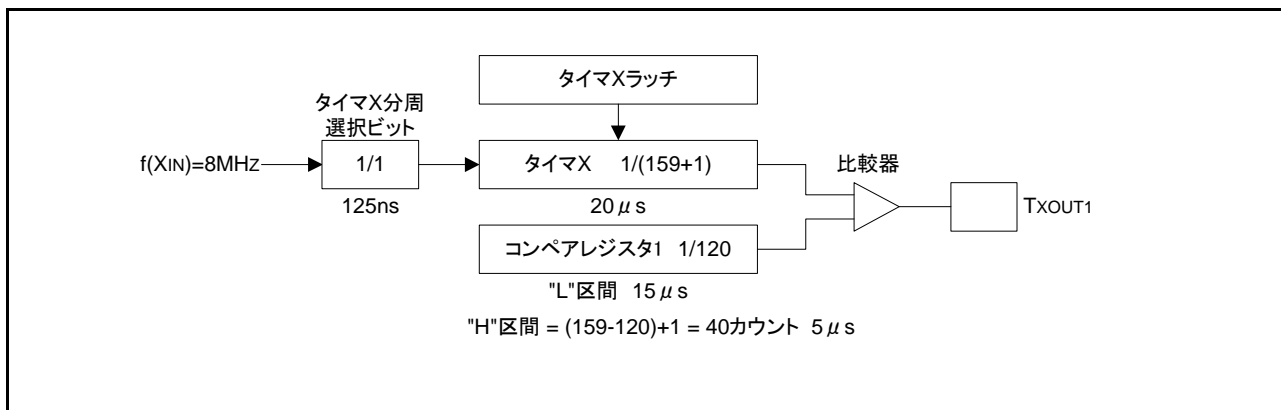 タイマXラッチ
タイマX分周
選択ビット
f(XIN)=8MHZ
1/1
タイマX 1/(159+1)
比較器
125ns
20μs
TXOUT1
コンペアレジスタ1 1/120
"L"区間 15μs
"H"区間 = (159-120)+1 = 40カウント 5μs